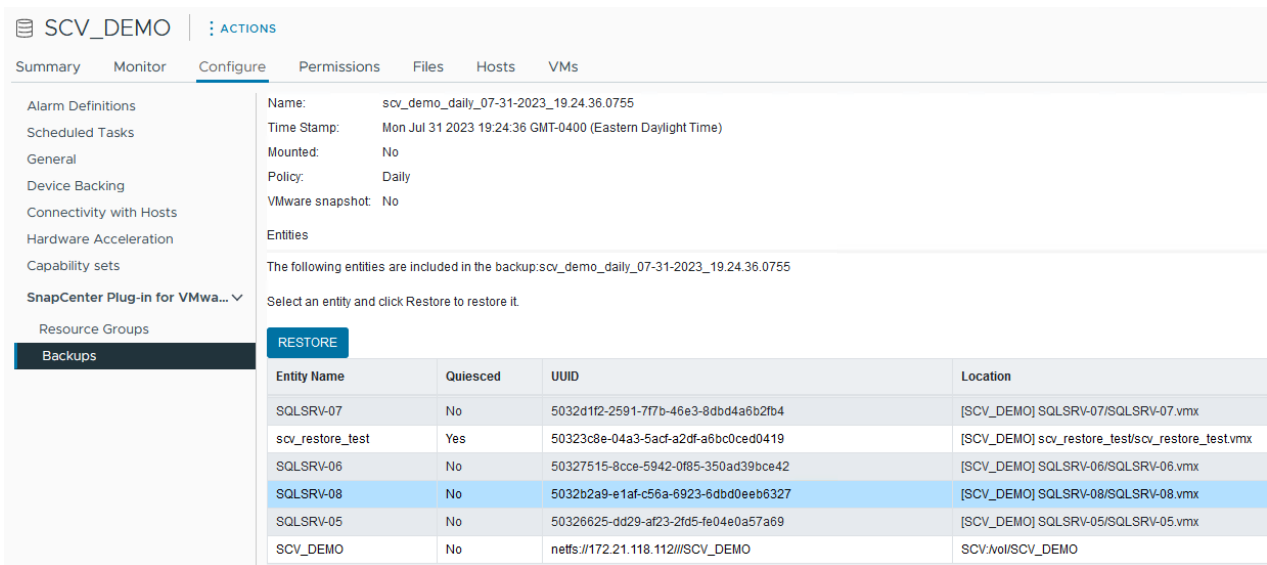 SCV_DEMO ACTIONS
Summary Monitor Configure Permissions Files Hosts VMs
Alarm Definitions
Scheduled Tasks
General
Device Backing
Connectivity with Hosts
Hardware Acceleration
Capability sets
SnapCenter Plug-in for VMwa...
Resource Groups
Backups
Name: scv_demo_daily_07-31-2023_19.24.36.0755
Time Stamp: Mon Jul 31 2023 19:24:36 GMT-0400 (Eastern Daylight Time)
Mounted: No
Policy: Daily
VMware snapshot: No
Entities
The following entities are included in the backup:scv_demo_daily_07-31-2023_19.24.36.0755
Select an entity and click Restore to restore it.
RESTORE
Entity Name Quiesced UUID Location
SQLSRV-07 No 5032d1f2-2591-7f7b-46e3-8dbd4a6b2fb4 [SCV_DEMO] SQLSRV-07/SQLSRV-07.vmx
scv_restore_test Yes 50323c8e-04a3-5acf-a2df-a6bc0ced0419 [SCV_DEMO] scv_restore_test/scv_restore_test.vmx
SQLSRV-06 No 50327515-8cce-5942-0f85-350ad39bce42 [SCV_DEMO] SQLSRV-06/SQLSRV-06.vmx
SQLSRV-08 No 5032b2a9-e1af-c56a-6923-6dbd0eeb6327 [SCV_DEMO] SQLSRV-08/SQLSRV-08.vmx
SQLSRV-05 No 50326625-dd29-af23-2fd5-fe04e0a57a69 [SCV_DEMO] SQLSRV-05/SQLSRV-05.vmx
SCV_DEMO No netfs://172.21.118.112///SCV_DEMO SCV:/vol/SCV_DEMO